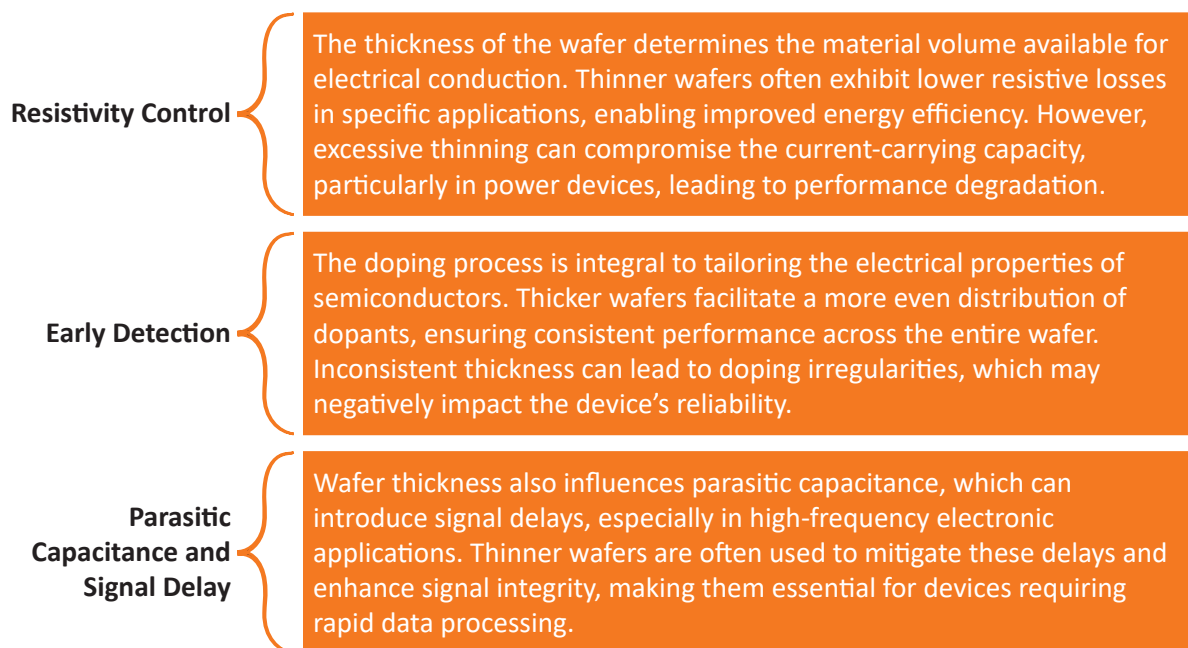 Resistivity Control
The thickness of the wafer determines the material volume available for
electrical conduction. Thinner wafers often exhibit lower resistive losses
in specific applications, enabling improved energy efficiency. However,
excessive thinning can compromise the current-carrying capacity,
particularly in power devices, leading to performance degradation.
Early Detection
The doping process is integral to tailoring the electrical properties of
semiconductors. Thicker wafers facilitate a more even distribution of
dopants, ensuring consistent performance across the entire wafer.
Inconsistent thickness can lead to doping irregularities, which may
negatively impact the device’s reliability.
Parasitic
Capacitance and
Signal Delay
Wafer thickness also influences parasitic capacitance, which can
introduce signal delays, especially in high-frequency electronic
applications. Thinner wafers are often used to mitigate these delays and
enhance signal integrity, making them essential for devices requiring
rapid data processing.